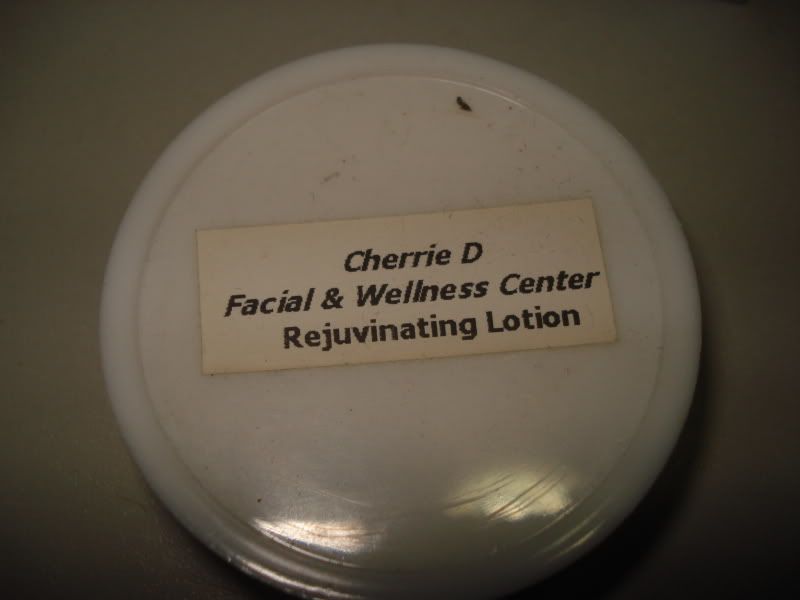 Cherrie D
Facial & Wellness Center
Rejuvinating Lotion